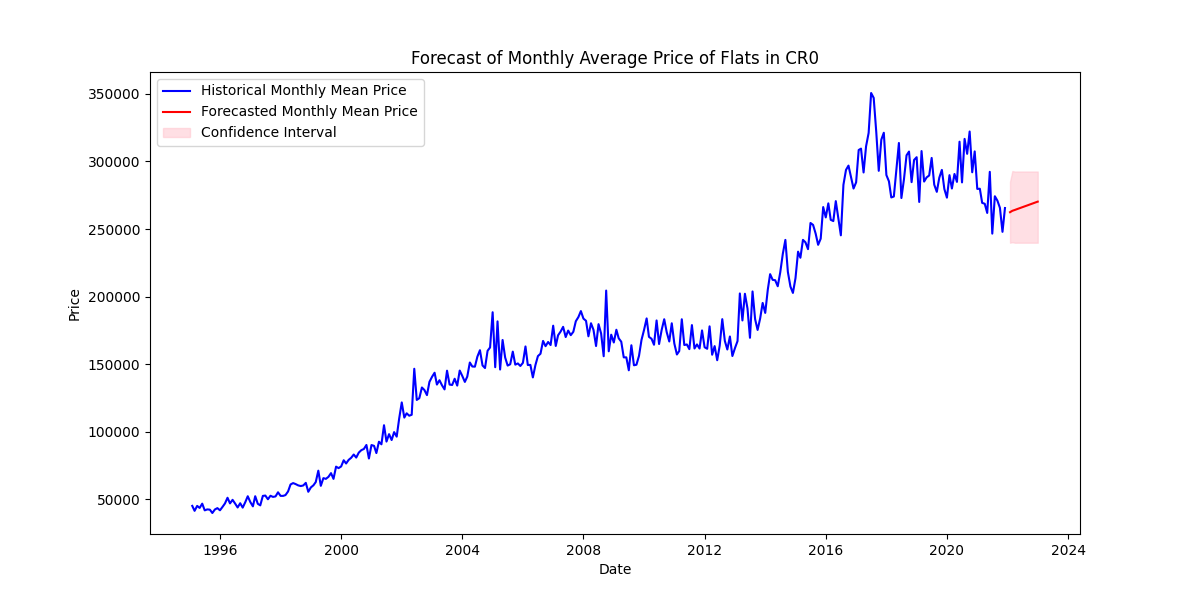 Forecast of Monthly Average Price of Flats in CR0
Historical Monthly Mean Price
Forecasted Monthly Mean Price
Confidence Interval
350000
300000
250000
200000
150000
100000
50000
Price
1996 2000 2004 2008 2012 2016 2020 2024
Date